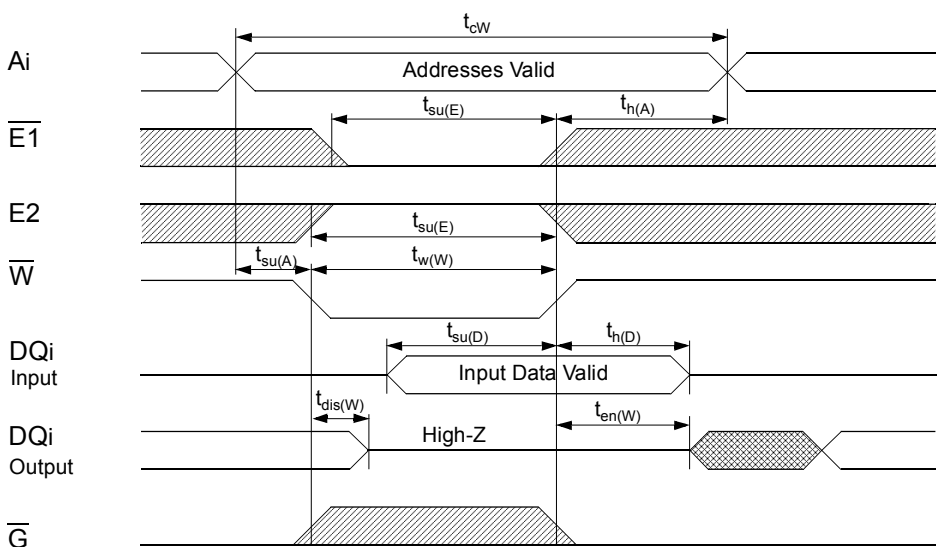 t_cW
Ai
Addresses Valid
t_su(E)
t_h(A)
E1
E2
t_su(E)
t_su(A)
t_w(W)
W
t_su(D)
t_h(D)
DQi
Input
Input Data Valid
t_dis(W)
t_en(W)
DQi
Output
High-Z
G